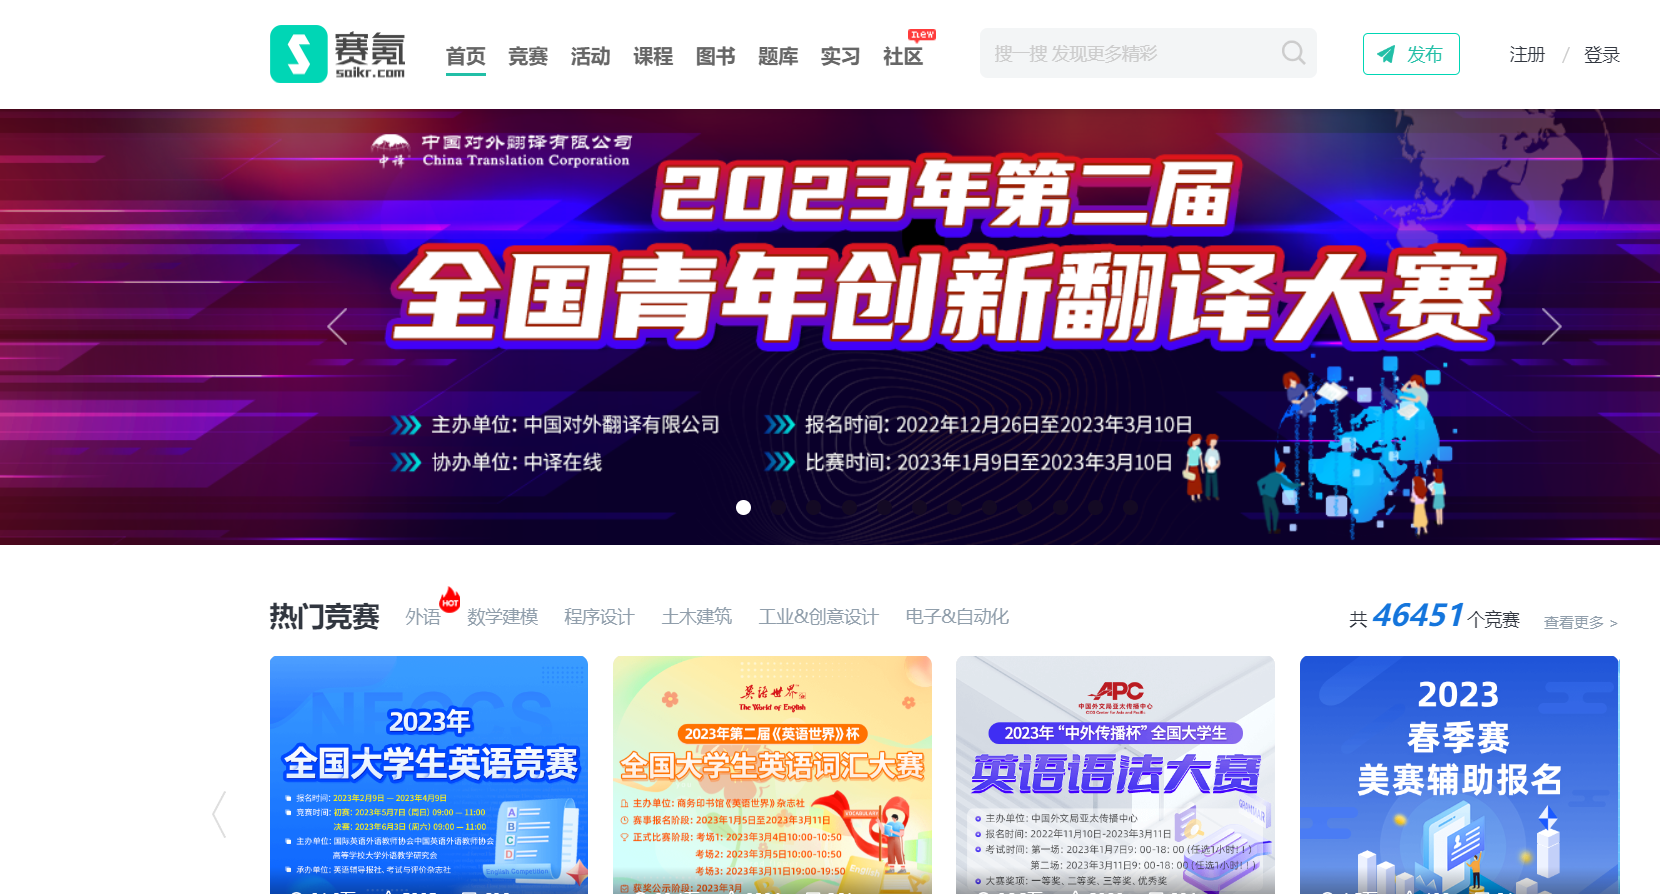 赛氪
saikr.com
首页 竞赛 活动 课程 图书 题库 实习 社区 new
搜一搜 发现更多精彩
发布
注册 / 登录
中国对外翻译有限公司
中译 China Translation Corporation
2023年第二届
全国青年创新翻译大赛
主办单位: 中国对外翻译有限公司 报名时间: 2022年12月26日至2023年3月10日
协办单位: 中译在线 比赛时间: 2023年1月9日至2023年3月10日
热门竞赛 外语 HOT 数学建模 程序设计 土木建筑 工业&创意设计 电子&自动化 共 46451 个竞赛 查看更多 >
NECCS
2023年
全国大学生英语竞赛
报名时间: 2023年2月9日 — 2023年4月9日
竞赛时间: 初赛: 2023年5月7日 (周日) 09:00 — 11:00
决赛: 2023年6月3日 (周六) 09:00 — 11:00
主办单位: 国际英语外语教师协会中国英语外语教师协会
高等学校大学外语教学研究会
承办单位: 英语辅导报社、考试与评价杂志社
A
B
C
D
English Competition
英语世界
The World of English
2023年第二届《英语世界》杯
全国大学生英语词汇大赛
主办单位: 商务印书馆《英语世界》杂志社
赛事报名阶段: 2023年1月5日至2023年3月11日
正式比赛阶段: 考场1: 2023年3月4日10:00-10:50
考场2: 2023年3月5日10:00-10:50
考场3: 2023年3月11日19:00-19:50
获奖公示阶段: 2023年3月
VOCABULARY
English
APC
中国外文局亚太传播中心
CICG Center for Asia and Pacific
2023年 “中外传播杯” 全国大学生
英语语法大赛
GRAMMAR
主办单位: 中国外文局亚太传播中心
报名时间: 2022年11月10日-2023年3月11日
考试时间: 第一场: 2023年1月7日9: 00-18: 00 (任选1小时!!)
第二场: 2023年3月11日9: 00-18: 00 (任选1小时!!)
大赛奖项: 一等奖、二等奖、三等奖、优秀奖
2023
春季赛
美赛辅助报名